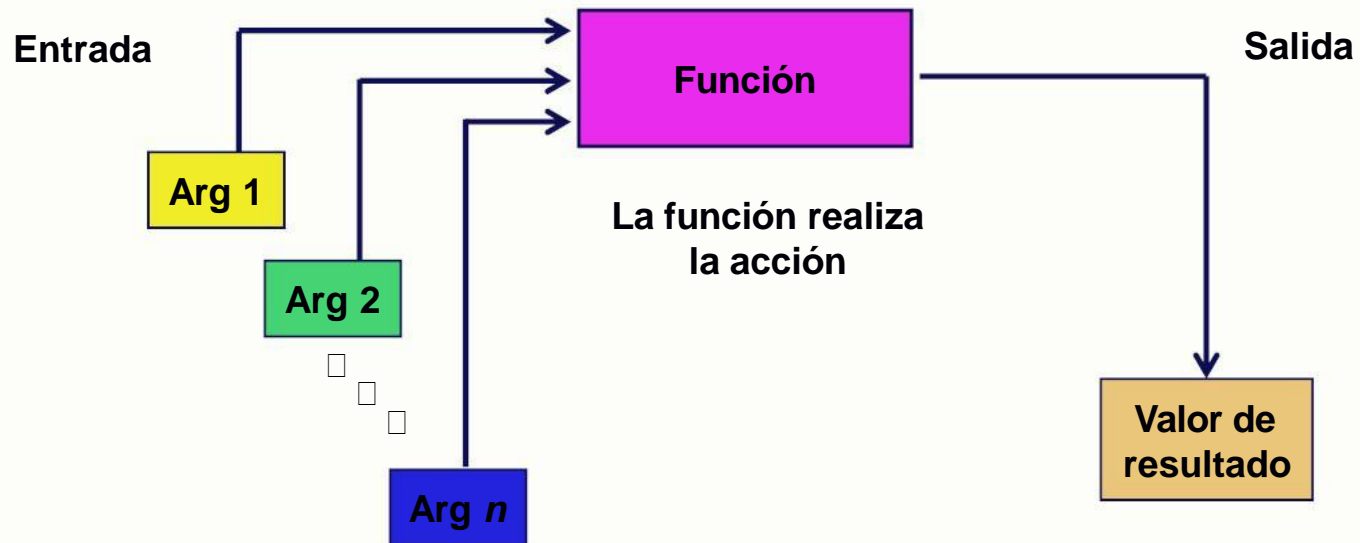 Entrada
Función
Salida
Arg 1
La función realiza
la acción
Arg 2
Valor de
resultado
Arg n